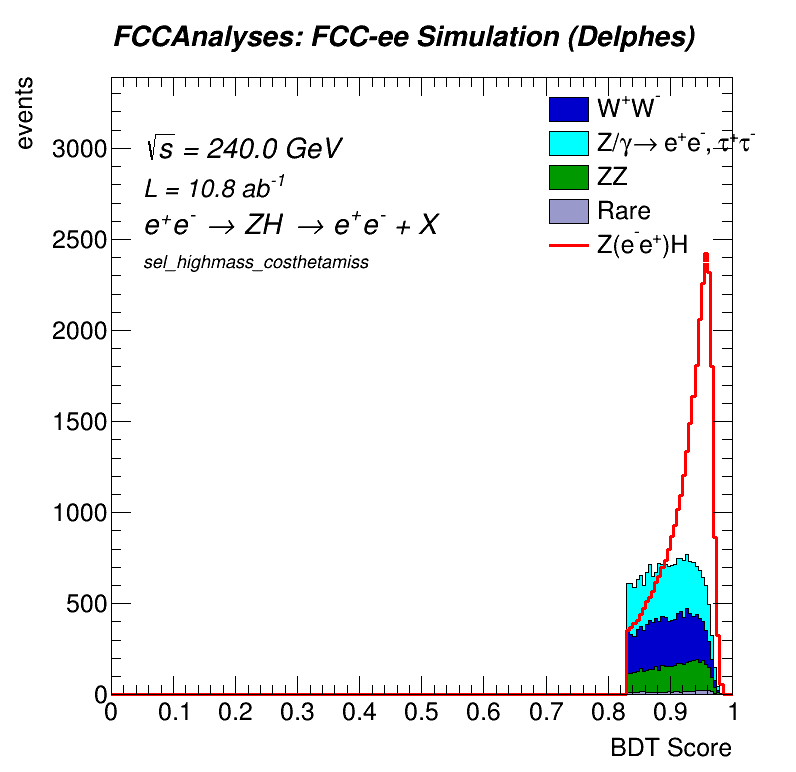 FCCAnalyses: FCC-ee Simulation (Delphes)
events
√s = 240.0 GeV
L = 10.8 ab⁻¹
e⁺e⁻ → ZH → e⁺e⁻ + X
sel_highmass_costhetamiss
W⁺W⁻
Z/γ→ e⁺e⁻, τ⁺τ⁻
ZZ
Rare
Z(e⁻e⁺)H
3000
2500
2000
1500
1000
500
0
0 0.1 0.2 0.3 0.4 0.5 0.6 0.7 0.8 0.9 1
BDT Score